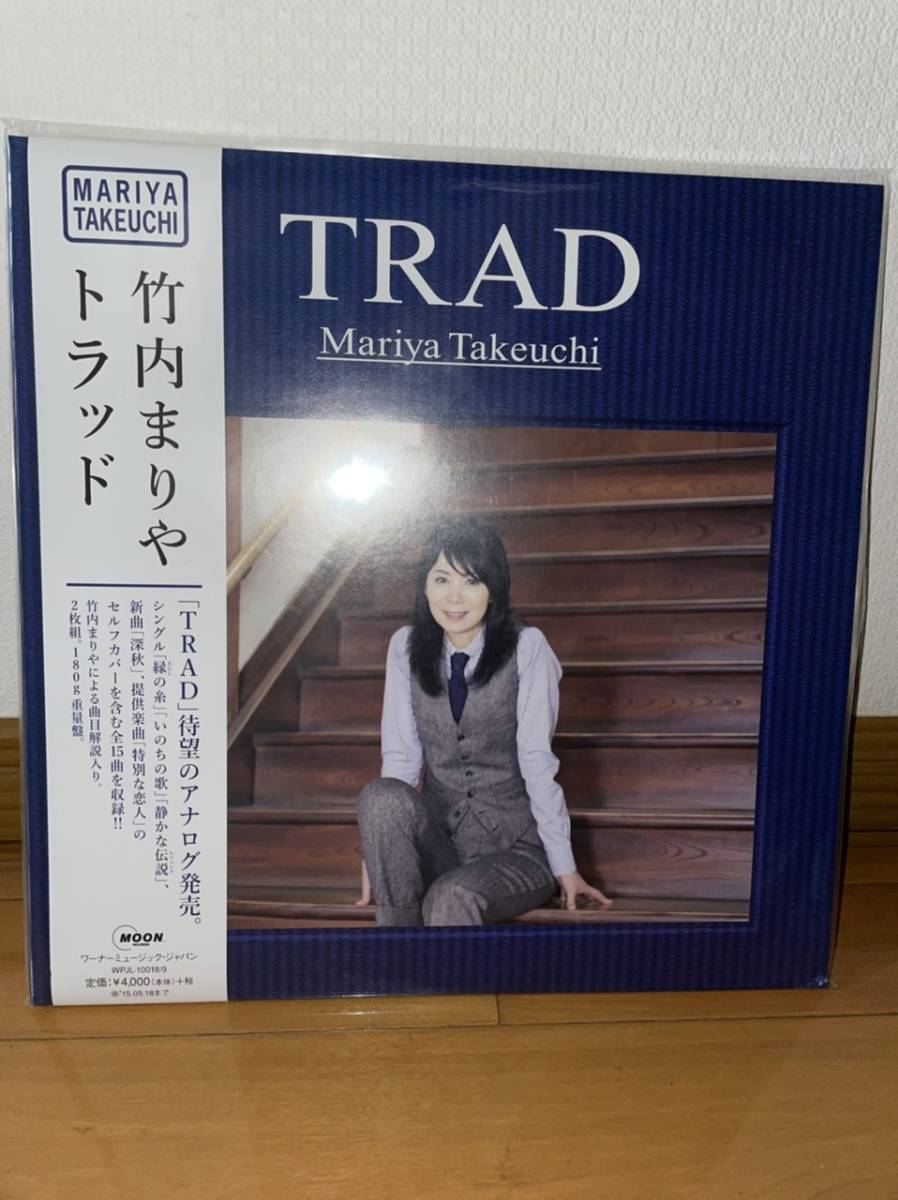 MARIYA
TAKEUCHI
竹内まりや
トラッド
「TRAD」待望のアナログ発売。
シングル「縁の糸」「いのちの歌」「静かな伝説」、
新曲「深秋」、提供楽曲「特別な恋人」の
セルフカバーを含む全15曲を収録!!
竹内まりやによる曲目解説入り。
2枚組。180g重量盤。
MOON
ワーナーミュージック・ジャパン
WPJL-10018/9
定価:¥4,000(本体)+税
'15.05.18まで
TRAD
Mariya Takeuchi